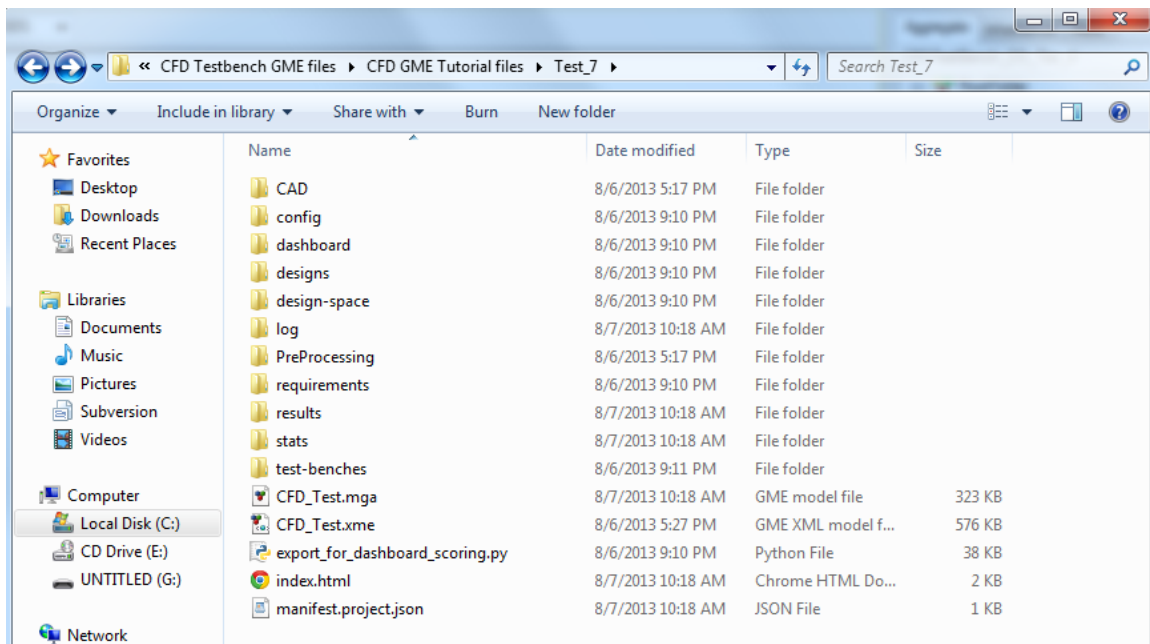 « CFD Testbench GME files ▸ CFD GME Tutorial files ▸ Test_7 ▸ Search Test_7
Organize Include in library Share with Burn New folder
Name Date modified Type Size
Favorites
Desktop
Downloads
Recent Places
Libraries
Documents
Music
Pictures
Subversion
Videos
Computer
Local Disk (C:)
CD Drive (E:)
UNTITLED (G:)
Network
CAD 8/6/2013 5:17 PM File folder
config 8/6/2013 9:10 PM File folder
dashboard 8/6/2013 9:10 PM File folder
designs 8/6/2013 9:10 PM File folder
design-space 8/6/2013 9:10 PM File folder
log 8/7/2013 10:18 AM File folder
PreProcessing 8/6/2013 5:17 PM File folder
requirements 8/6/2013 9:10 PM File folder
results 8/7/2013 10:18 AM File folder
stats 8/7/2013 10:18 AM File folder
test-benches 8/6/2013 9:11 PM File folder
CFD_Test.mga 8/7/2013 10:18 AM GME model file 323 KB
CFD_Test.xme 8/6/2013 5:27 PM GME XML model f... 576 KB
export_for_dashboard_scoring.py 8/6/2013 9:10 PM Python File 38 KB
index.html 8/7/2013 10:18 AM Chrome HTML Do... 2 KB
manifest.project.json 8/7/2013 10:18 AM JSON File 1 KB